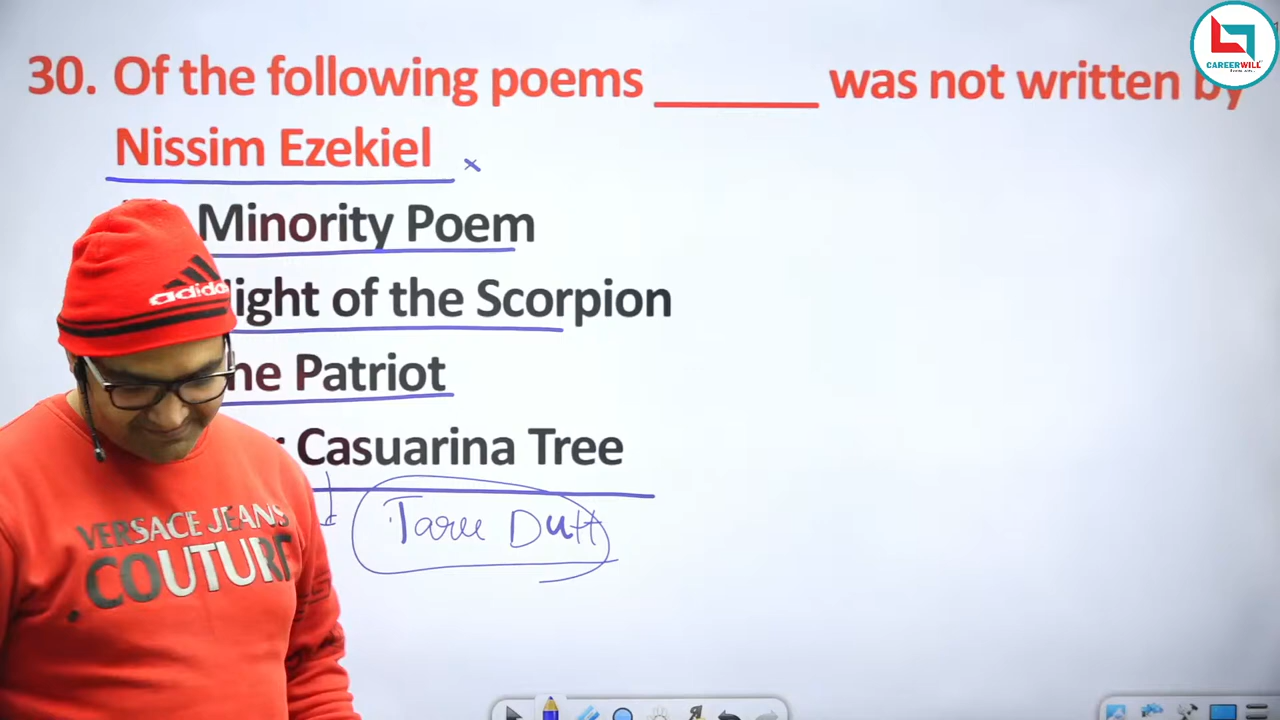 30. Of the following poems ________ was not written by
Nissim Ezekiel
Minority Poem
ight of the Scorpion
he Patriot
r Casuarina Tree
Taru Dutt
CAREERWILL
adidas
VERSACE JEANS
COUTURE